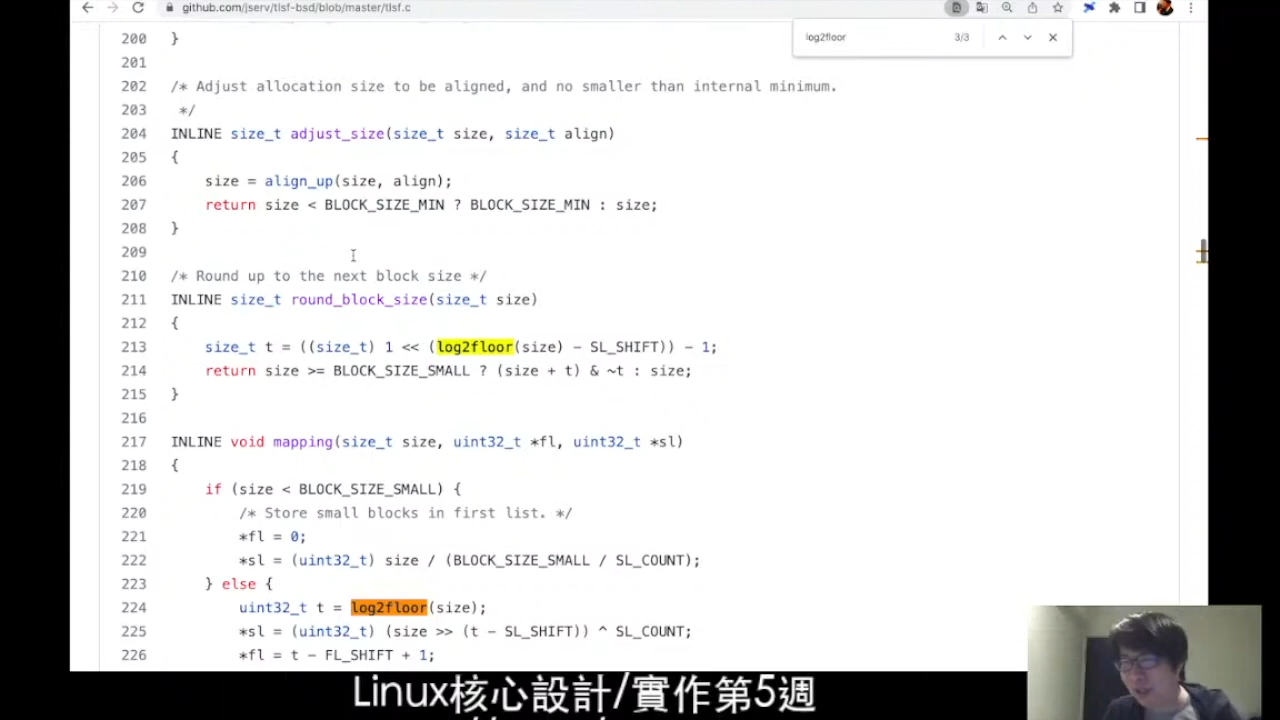 github.com/jserv/tlsf-bsd/blob/master/tlsf.c
log2floor 3/3
200 }
201
202 /* Adjust allocation size to be aligned, and no smaller than internal minimum.
203 */
204 INLINE size_t adjust_size(size_t size, size_t align)
205 {
206 size = align_up(size, align);
207 return size < BLOCK_SIZE_MIN ? BLOCK_SIZE_MIN : size;
208 }
209
210 /* Round up to the next block size */
211 INLINE size_t round_block_size(size_t size)
212 {
213 size_t t = ((size_t) 1 << (log2floor(size) - SL_SHIFT)) - 1;
214 return size >= BLOCK_SIZE_SMALL ? (size + t) & ~t : size;
215 }
216
217 INLINE void mapping(size_t size, uint32_t *fl, uint32_t *sl)
218 {
219 if (size < BLOCK_SIZE_SMALL) {
220 /* Store small blocks in first list. */
221 *fl = 0;
222 *sl = (uint32_t) size / (BLOCK_SIZE_SMALL / SL_COUNT);
223 } else {
224 uint32_t t = log2floor(size);
225 *sl = (uint32_t) (size >> (t - SL_SHIFT)) ^ SL_COUNT;
226 *fl = t - FL_SHIFT + 1;
Linux核心設計/實作第5週